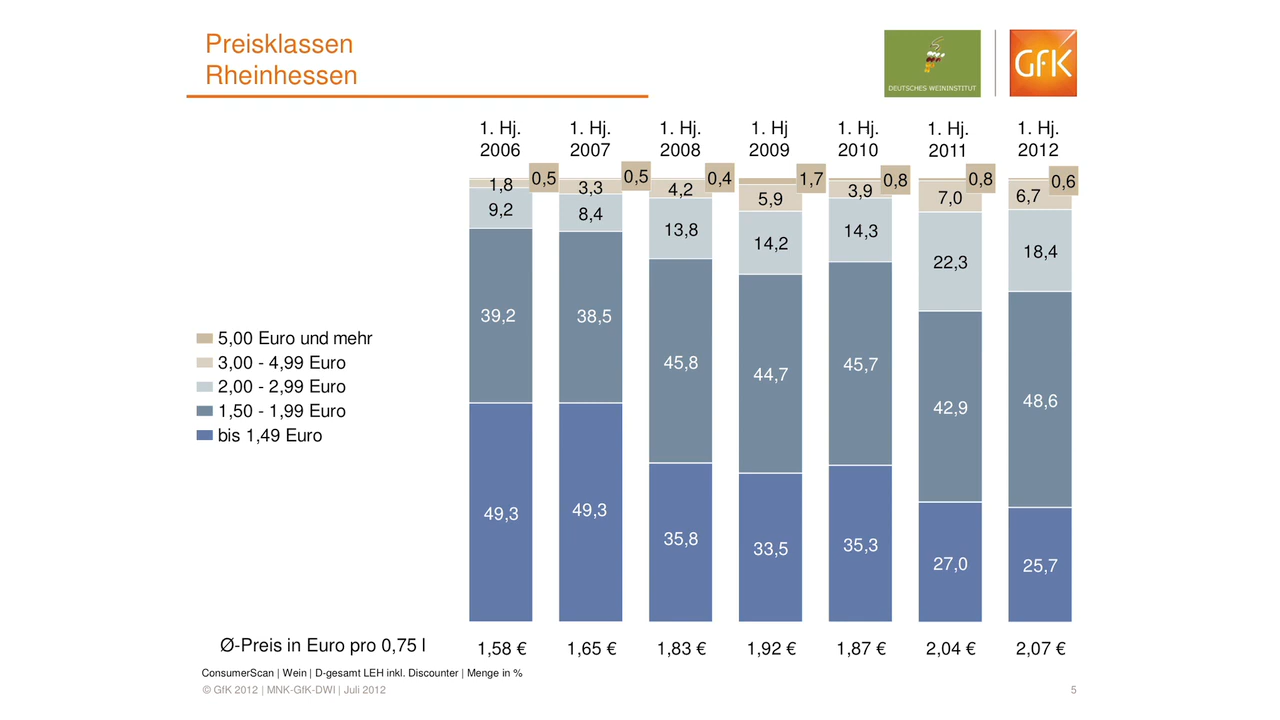 Preisklassen
Rheinhessen
DEUTSCHES WEININSTITUT
GfK
1. Hj. 2006
1. Hj. 2007
1. Hj. 2008
1. Hj 2009
1. Hj. 2010
1. Hj. 2011
1. Hj. 2012
0,5 0,5 0,4 1,7 0,8 0,8 0,6
1,8 3,3 4,2 5,9 3,9 7,0 6,7
9,2 8,4 13,8 14,2 14,3 22,3 18,4
39,2 38,5 45,8 44,7 45,7 42,9 48,6
5,00 Euro und mehr
3,00 - 4,99 Euro
2,00 - 2,99 Euro
1,50 - 1,99 Euro
bis 1,49 Euro
49,3 49,3 35,8 33,5 35,3 27,0 25,7
Ø-Preis in Euro pro 0,75 l 1,58 € 1,65 € 1,83 € 1,92 € 1,87 € 2,04 € 2,07 €
ConsumerScan | Wein | D-gesamt LEH inkl. Discounter | Menge in %
© GfK 2012 | MNK-GfK-DWI | Juli 2012
5